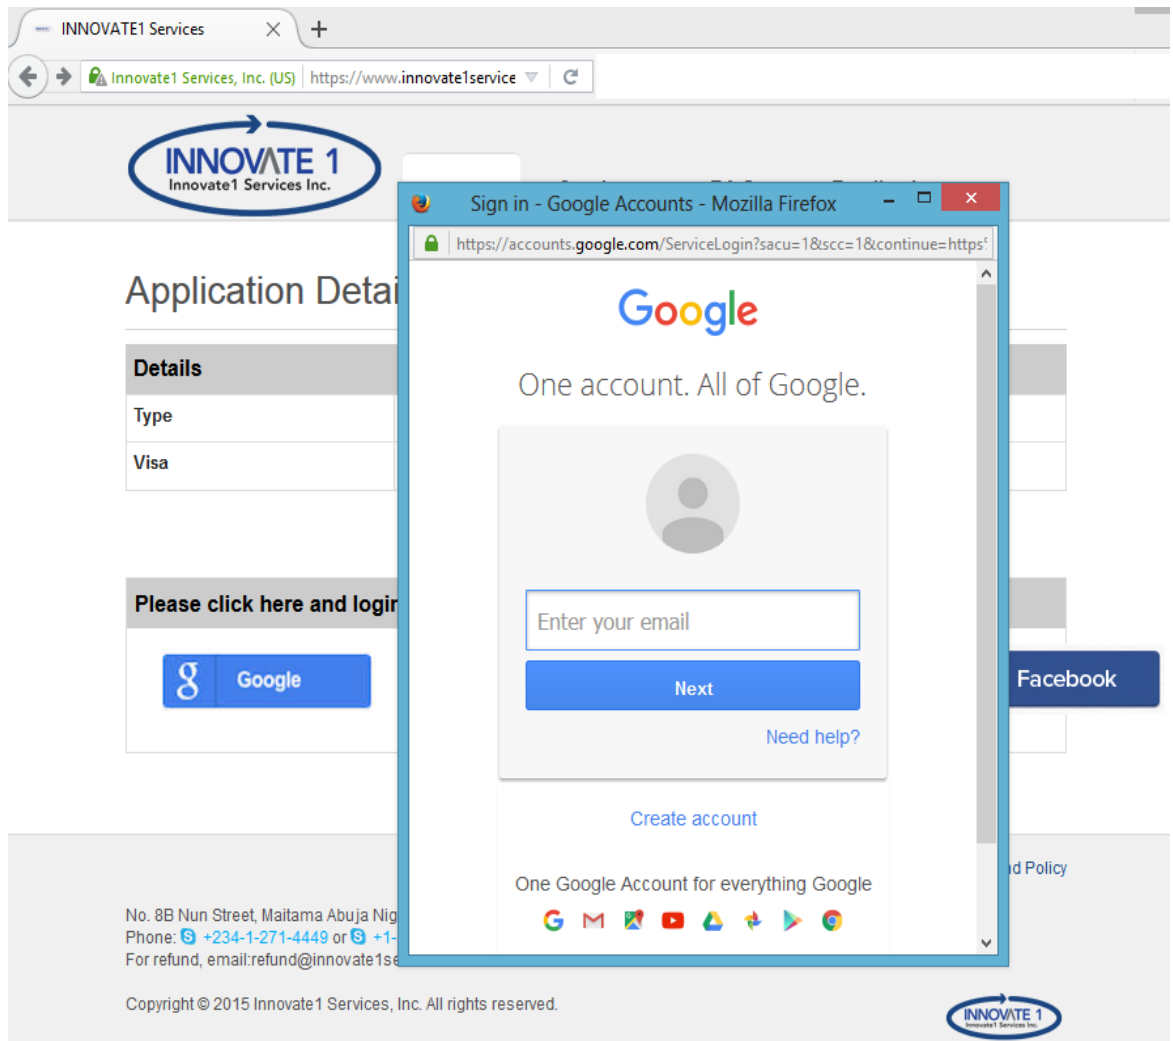 INNOVATE1 Services
Innovate1 Services, Inc. (US) https://www.innovate1service
INNOVATE 1
Innovate1 Services Inc.
Sign in - Google Accounts - Mozilla Firefox
https://accounts.google.com/ServiceLogin?sacu=1&scc=1&continue=https
Application Detai
Google
One account. All of Google.
Details
Type
Visa
Enter your email
Next
Need help?
Please click here and login
Google
Facebook
Create account
One Google Account for everything Google
d Policy
No. 8B Nun Street, Maitama Abuja Nig
Phone: +234-1-271-4449 or +1-
For refund, email:refund@innovate1se
Copyright © 2015 Innovate1 Services, Inc. All rights reserved.
INNOVATE 1
Innovate1 Services Inc.